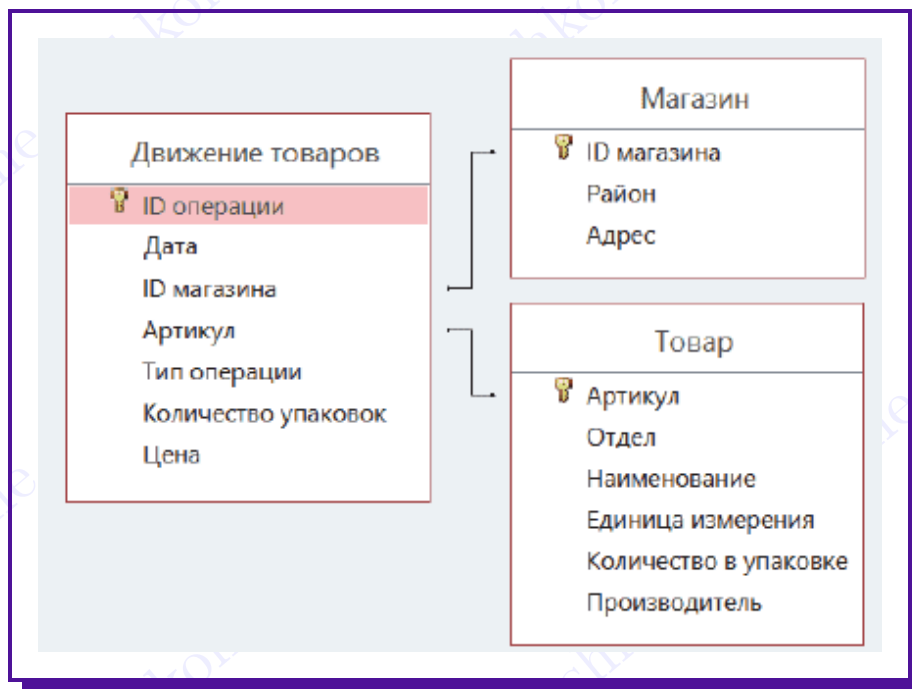 Движение товаров
ID операции
Дата
ID магазина
Артикул
Тип операции
Количество упаковок
Цена
Магазин
ID магазина
Район
Адрес
Товар
Артикул
Отдел
Наименование
Единица измерения
Количество в упаковке
Производитель